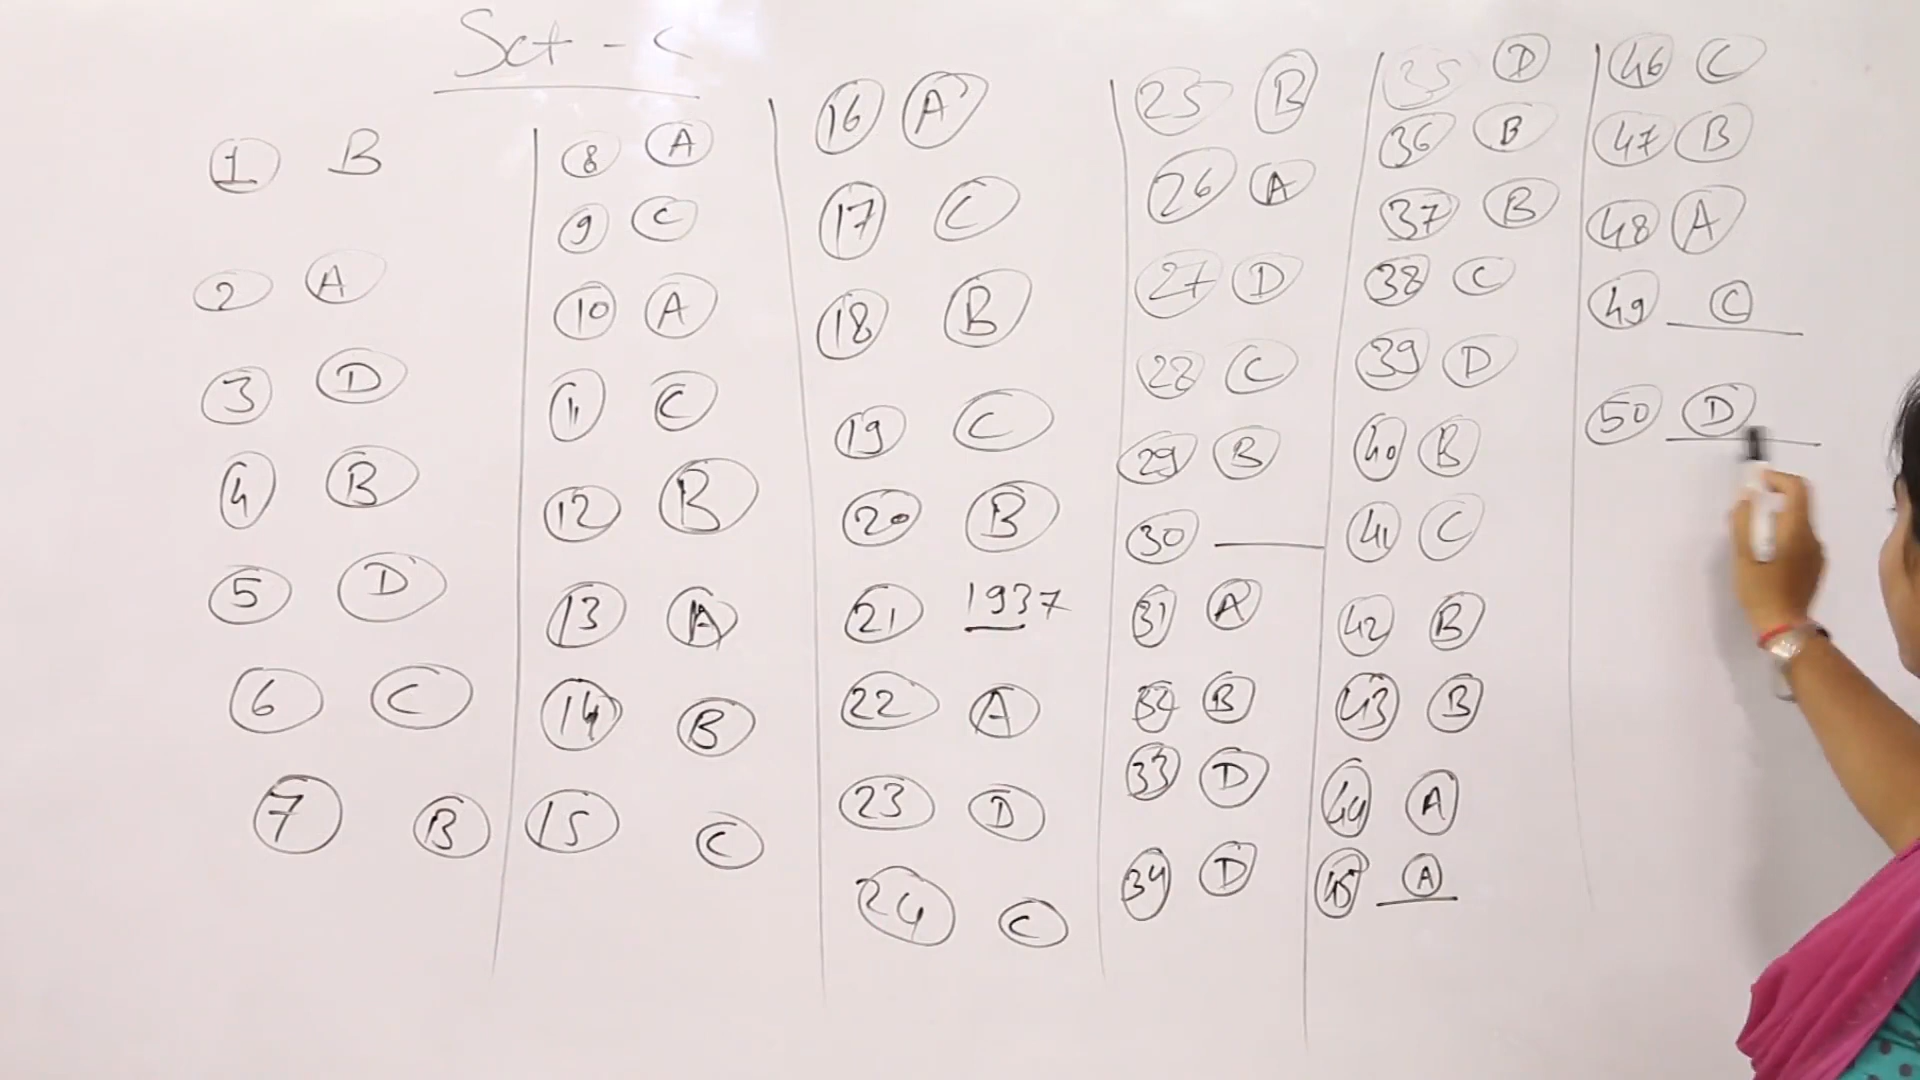 Set - C
1 B
2 A
3 D
4 B
5 D
6 C
7 B
8 A
9 C
10 A
11 C
12 B
13 A
14 B
15 C
16 A
17 C
18 B
19 C
20 B
21 1937
22 A
23 D
24 C
25 B
26 A
27 D
28 C
29 B
30
31 A
32 B
33 D
34 D
35 D
36 B
37 B
38 C
39 D
40 B
41 C
42 B
43 B
44 A
45 A
46 C
47 B
48 A
49 C
50 D